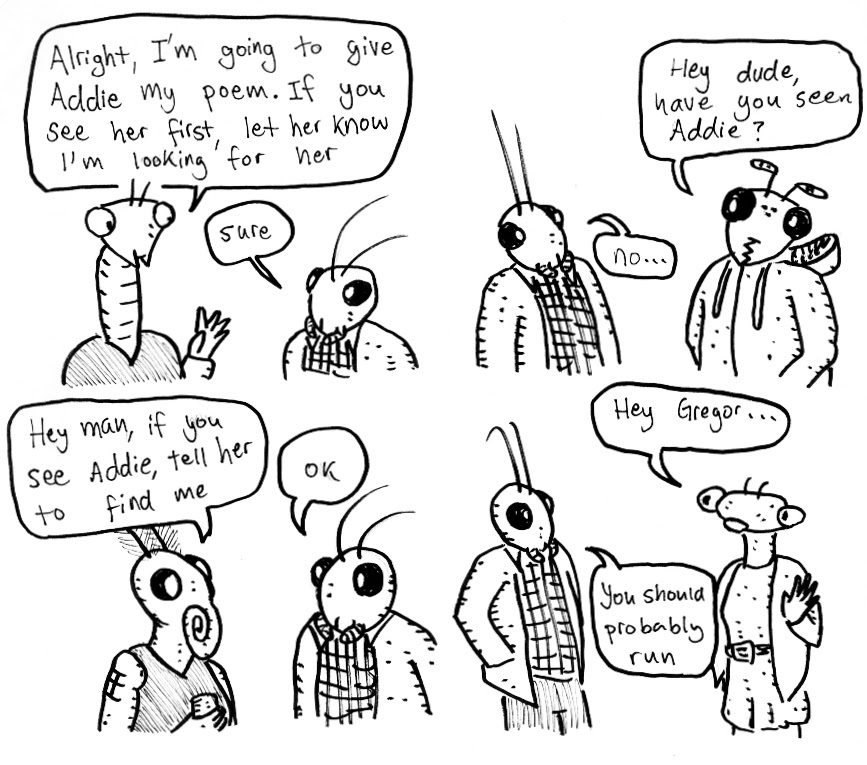 Alright, I'm going to give
Addie my poem. If you
see her first, let her know
I'm looking for her
sure
Hey dude,
have you seen
Addie?
no...
Hey man, if you
see Addie, tell her
to find me
OK
Hey Gregor...
You should
probably
run